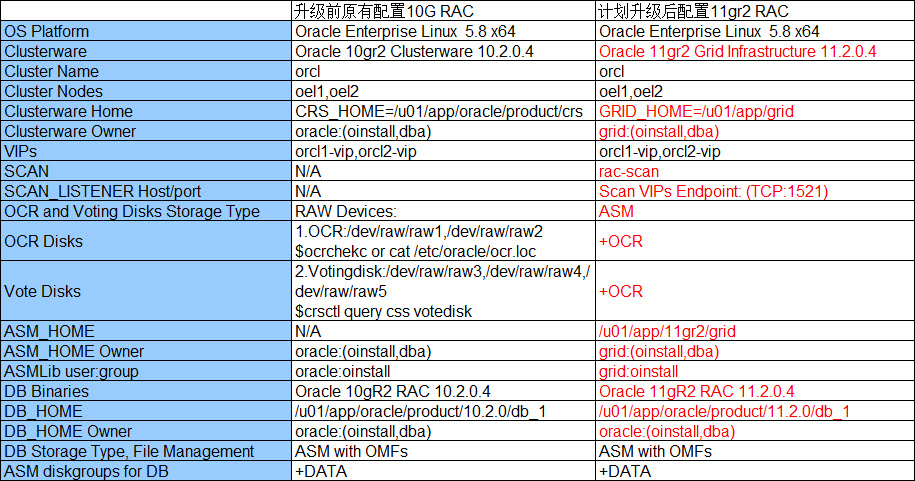 升级前原有配置10G RAC 计划升级后配置11gr2 RAC
OS Platform Oracle Enterprise Linux 5.8 x64 Oracle Enterprise Linux 5.8 x64
Clusterware Oracle 10gr2 Clusterware 10.2.0.4 Oracle 11gr2 Grid Infrastructure 11.2.0.4
Cluster Name orcl orcl
Cluster Nodes oel1,oel2 oel1,oel2
Clusterware Home CRS_HOME=/u01/app/oracle/product/crs GRID_HOME=/u01/app/grid
Clusterware Owner oracle:(oinstall,dba) grid:(oinstall,dba)
VIPs orcl1-vip,orcl2-vip orcl1-vip,orcl2-vip
SCAN N/A rac-scan
SCAN_LISTENER Host/port N/A Scan VIPs Endpoint: (TCP:1521)
OCR and Voting Disks Storage Type RAW Devices: ASM
OCR Disks 1.OCR:/dev/raw/raw1,/dev/raw/raw2
$ocrchekc or cat /etc/oracle/ocr.loc +OCR
Vote Disks 2.Votingdisk:/dev/raw/raw3,/dev/raw/raw4,/
dev/raw/raw5
$crsctl query css votedisk +OCR
ASM_HOME N/A /u01/app/11gr2/grid
ASM_HOME Owner oracle:(oinstall,dba) grid:(oinstall,dba)
ASMLib user:group oracle:oinstall grid:oinstall
DB Binaries Oracle 10gR2 RAC 10.2.0.4 Oracle 11gR2 RAC 11.2.0.4
DB_HOME /u01/app/oracle/product/10.2.0/db_1 /u01/app/oracle/product/11.2.0/db_1
DB_HOME Owner oracle:(oinstall,dba) oracle:(oinstall,dba)
DB Storage Type, File Management ASM with OMFs ASM with OMFs
ASM diskgroups for DB +DATA +DATA